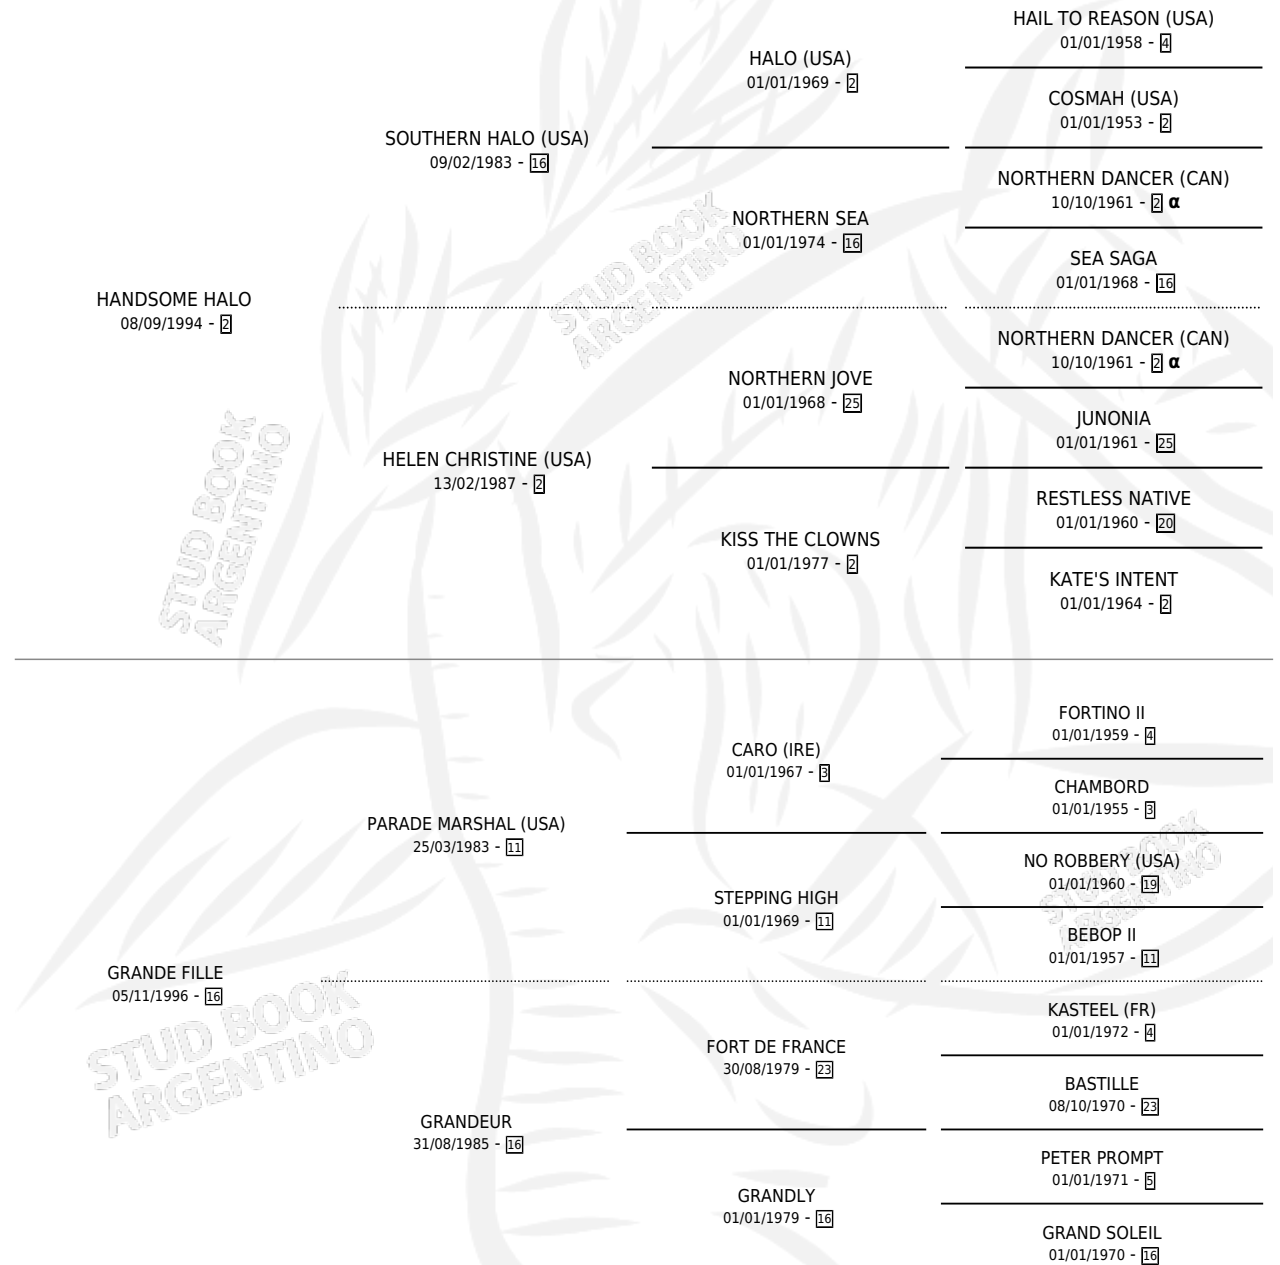 HAIL TO REASON (USA)
01/01/1958 - 4
HALO (USA)
01/01/1969 - 2
COSMAH (USA)
01/01/1953 - 2
SOUTHERN HALO (USA)
09/02/1983 - 16
NORTHERN DANCER (CAN)
10/10/1961 - 2 α
NORTHERN SEA
01/01/1974 - 16
SEA SAGA
01/01/1968 - 16
HANDSOME HALO
08/09/1994 - 2
NORTHERN DANCER (CAN)
10/10/1961 - 2 α
NORTHERN JOVE
01/01/1968 - 25
JUNONIA
01/01/1961 - 25
HELEN CHRISTINE (USA)
13/02/1987 - 2
RESTLESS NATIVE
01/01/1960 - 20
KISS THE CLOWNS
01/01/1977 - 2
KATE'S INTENT
01/01/1964 - 2
FORTINO II
01/01/1959 - 4
CARO (IRE)
01/01/1967 - 3
CHAMBORD
01/01/1955 - 3
PARADE MARSHAL (USA)
25/03/1983 - 11
NO ROBBERY (USA)
01/01/1960 - 19
STEPPING HIGH
01/01/1969 - 11
BEBOP II
01/01/1957 - 11
GRANDE FILLE
05/11/1996 - 16
KASTEEL (FR)
01/01/1972 - 4
FORT DE FRANCE
30/08/1979 - 23
BASTILLE
08/10/1970 - 23
GRANDEUR
31/08/1985 - 16
PETER PROMPT
01/01/1971 - 5
GRANDLY
01/01/1979 - 16
GRAND SOLEIL
01/01/1970 - 16
STUD BOOK
ARGENTINO
STUD BOOK
ARGENTINO
STUD BOOK
ARGENTINO
STUD BOOK
ARGENTINO